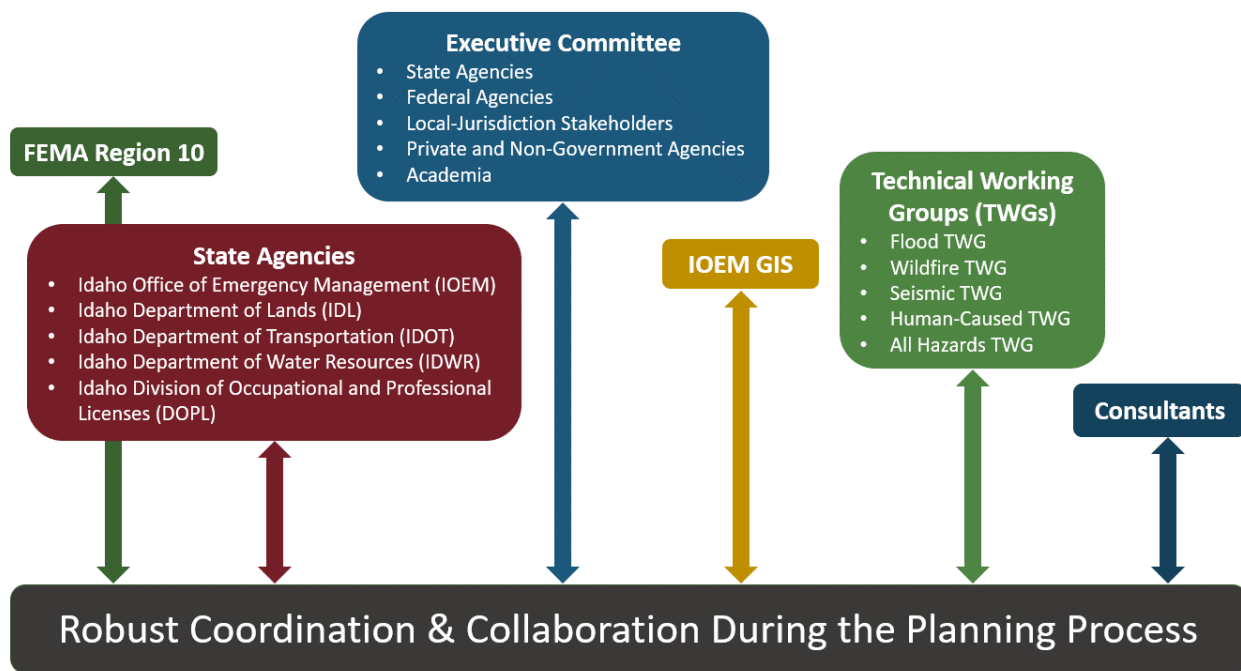 Executive Committee
• State Agencies
• Federal Agencies
• Local-Jurisdiction Stakeholders
• Private and Non-Government Agencies
• Academia
FEMA Region 10
State Agencies
• Idaho Office of Emergency Management (IOEM)
• Idaho Department of Lands (IDL)
• Idaho Department of Transportation (IDOT)
• Idaho Department of Water Resources (IDWR)
• Idaho Division of Occupational and Professional
Licenses (DOPL)
IOEM GIS
Technical Working
Groups (TWGs)
• Flood TWG
• Wildfire TWG
• Seismic TWG
• Human-Caused TWG
• All Hazards TWG
Consultants
Robust Coordination & Collaboration During the Planning Process